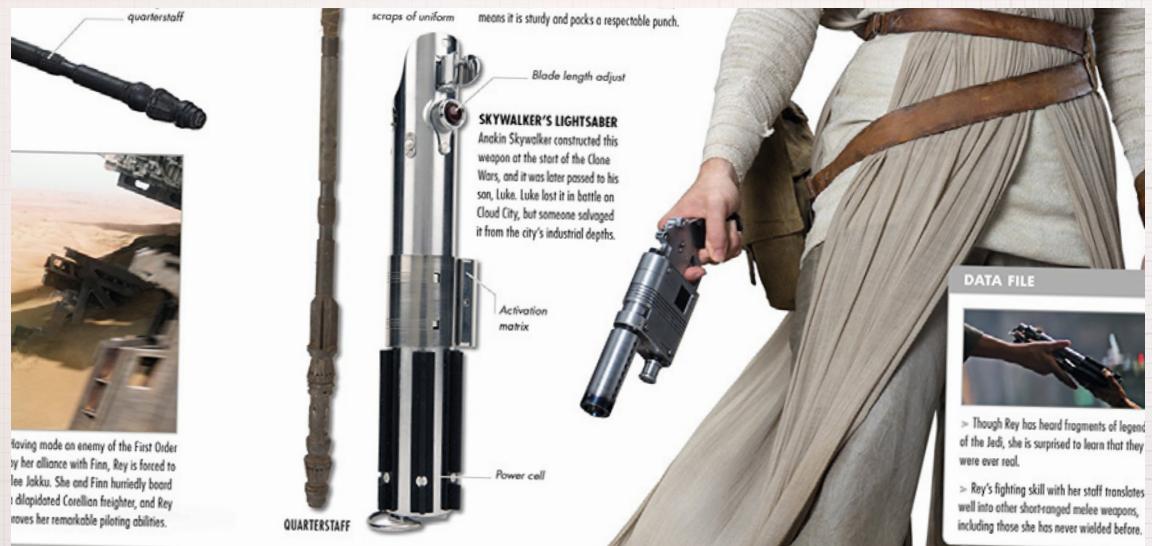 quarterstaff
scraps of uniform
means it is sturdy and packs a respectable punch.
Blade length adjust
SKYWALKER'S LIGHTSABER
Anakin Skywalker constructed this
weapon at the start of the Clone
Wars, and it was later passed to his
son, Luke. Luke lost it in battle on
Cloud City, but someone salvaged
it from the city's industrial depths.
Activation
matrix
Power cell
QUARTERSTAFF
Having made an enemy of the First Order
by her alliance with Finn, Rey is forced to
flee Jakku. She and Finn hurriedly board
dilapidated Corellian freighter, and Rey
proves her remarkable piloting abilities.
DATA FILE
> Though Rey has heard fragments of legend
of the Jedi, she is surprised to learn that they
were ever real.
> Rey's fighting skill with her staff translates
well into other short-ranged melee weapons,
including those she has never wielded before.